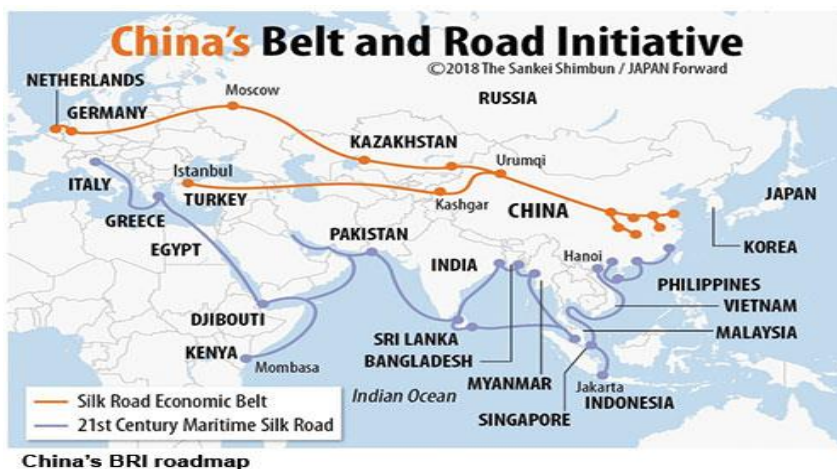 China's Belt and Road Initiative
©2018 The Sankei Shimbun / JAPAN Forward
NETHERLANDS
GERMANY
Moscow
RUSSIA
KAZAKHSTAN
Urumqi
ITALY
Istanbul
TURKEY
Kashgar
CHINA
JAPAN
GREECE
EGYPT
PAKISTAN
INDIA
Hanoi
KOREA
PHILIPPINES
VIETNAM
DJIBOUTI
SRI LANKA
MALAYSIA
KENYA
Mombasa
BANGLADESH
MYANMAR
Jakarta
INDONESIA
Indian Ocean
SINGAPORE
Silk Road Economic Belt
21st Century Maritime Silk Road
China's BRI roadmap